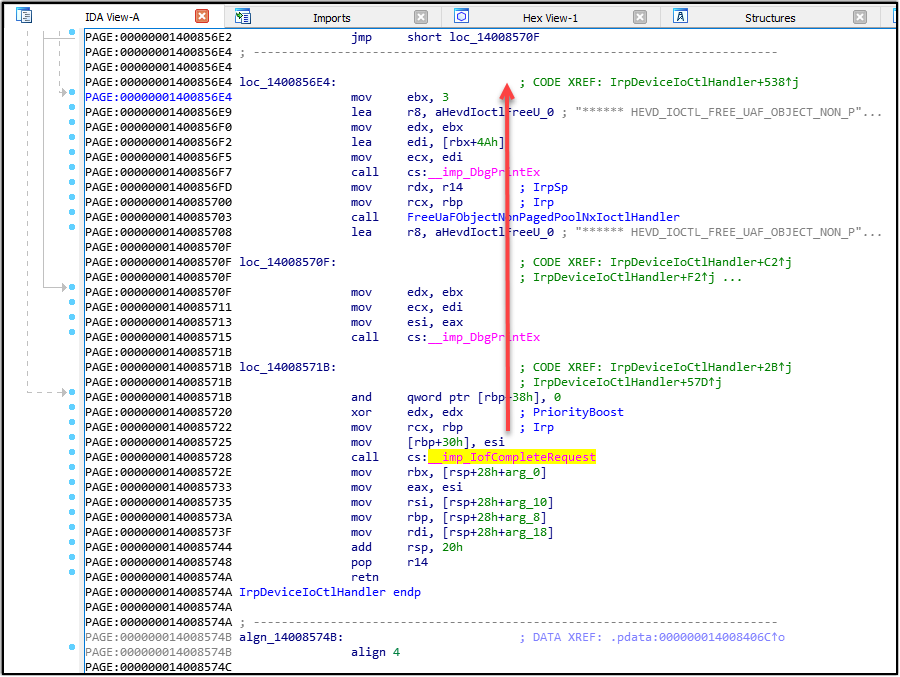 IDA View-A Imports Hex View-1 Structures
PAGE:00000001400856E2 jmp short loc_14008570F
PAGE:00000001400856E4 ; ---------------------------------------------------------------------------
PAGE:00000001400856E4
PAGE:00000001400856E4 loc_1400856E4: ; CODE XREF: IrpDeviceIoCtlHandler+538↑j
PAGE:00000001400856E4 mov ebx, 3
PAGE:00000001400856E9 lea r8, aHevdIoctlFreeU_0 ; "****** HEVD_IOCTL_FREE_UAF_OBJECT_NON_P"...
PAGE:00000001400856F0 mov edx, ebx
PAGE:00000001400856F2 lea edi, [rbx+4Ah]
PAGE:00000001400856F5 mov ecx, edi
PAGE:00000001400856F7 call cs:__imp_DbgPrintEx
PAGE:00000001400856FD mov rdx, r14 ; IrpSp
PAGE:0000000140085700 mov rcx, rbp ; Irp
PAGE:0000000140085703 call FreeUaFObjectNonPagedPoolNxIoctlHandler
PAGE:0000000140085708 lea r8, aHevdIoctlFreeU_0 ; "****** HEVD_IOCTL_FREE_UAF_OBJECT_NON_P"...
PAGE:000000014008570F
PAGE:000000014008570F loc_14008570F: ; CODE XREF: IrpDeviceIoCtlHandler+C2↑j
PAGE:000000014008570F ; IrpDeviceIoCtlHandler+F2↑j ...
PAGE:000000014008570F mov edx, ebx
PAGE:0000000140085711 mov ecx, edi
PAGE:0000000140085713 mov esi, eax
PAGE:0000000140085715 call cs:__imp_DbgPrintEx
PAGE:000000014008571B
PAGE:000000014008571B loc_14008571B: ; CODE XREF: IrpDeviceIoCtlHandler+2B↑j
PAGE:000000014008571B ; IrpDeviceIoCtlHandler+57D↑j
PAGE:000000014008571B and qword ptr [rbp+38h], 0
PAGE:0000000140085720 xor edx, edx ; PriorityBoost
PAGE:0000000140085722 mov rcx, rbp ; Irp
PAGE:0000000140085725 mov [rbp+30h], esi
PAGE:0000000140085728 call cs:__imp_IofCompleteRequest
PAGE:000000014008572E mov rbx, [rsp+28h+arg_0]
PAGE:0000000140085733 mov eax, esi
PAGE:0000000140085735 mov rsi, [rsp+28h+arg_10]
PAGE:000000014008573A mov rbp, [rsp+28h+arg_8]
PAGE:000000014008573F mov rdi, [rsp+28h+arg_18]
PAGE:0000000140085744 add rsp, 20h
PAGE:0000000140085748 pop r14
PAGE:000000014008574A retn
PAGE:000000014008574A IrpDeviceIoCtlHandler endp
PAGE:000000014008574A
PAGE:000000014008574A ; ---------------------------------------------------------------------------
PAGE:000000014008574B algn_14008574B: ; DATA XREF: .pdata:000000014008406C↑o
PAGE:000000014008574B align 4
PAGE:000000014008574C